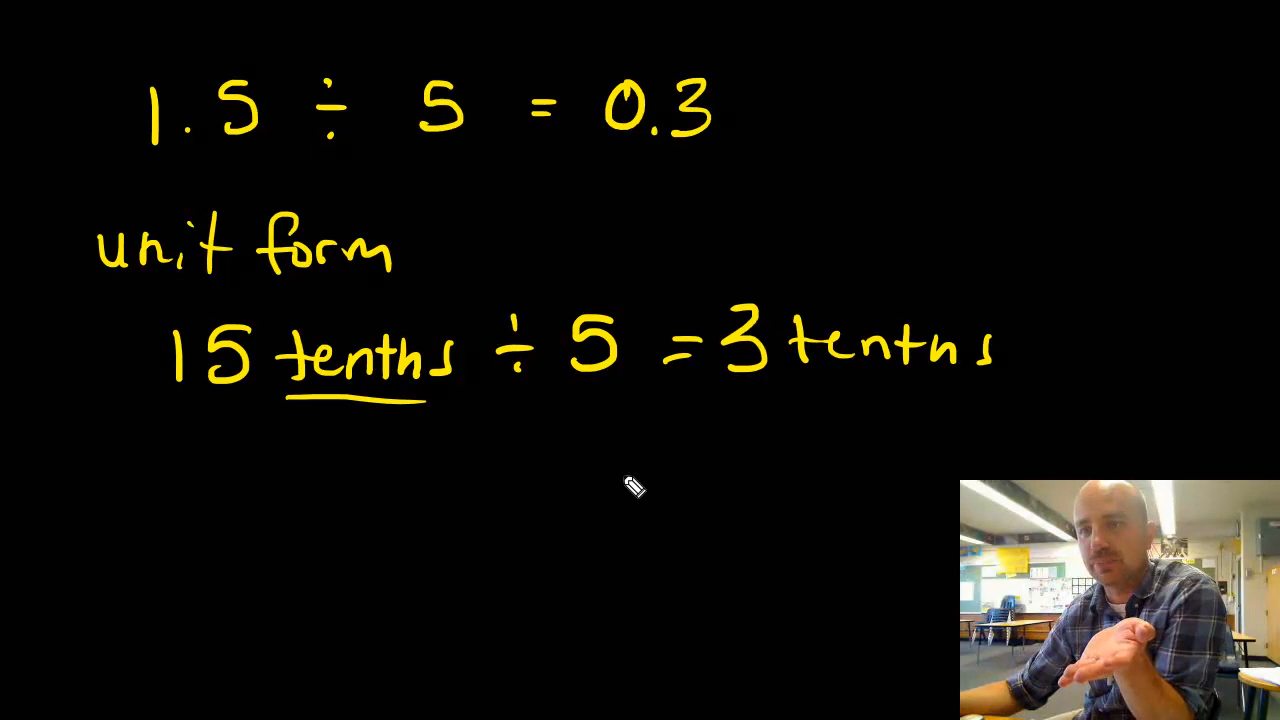 1.5 ÷ 5 = 0.3
unit form
15 tenths ÷ 5 = 3 tenths